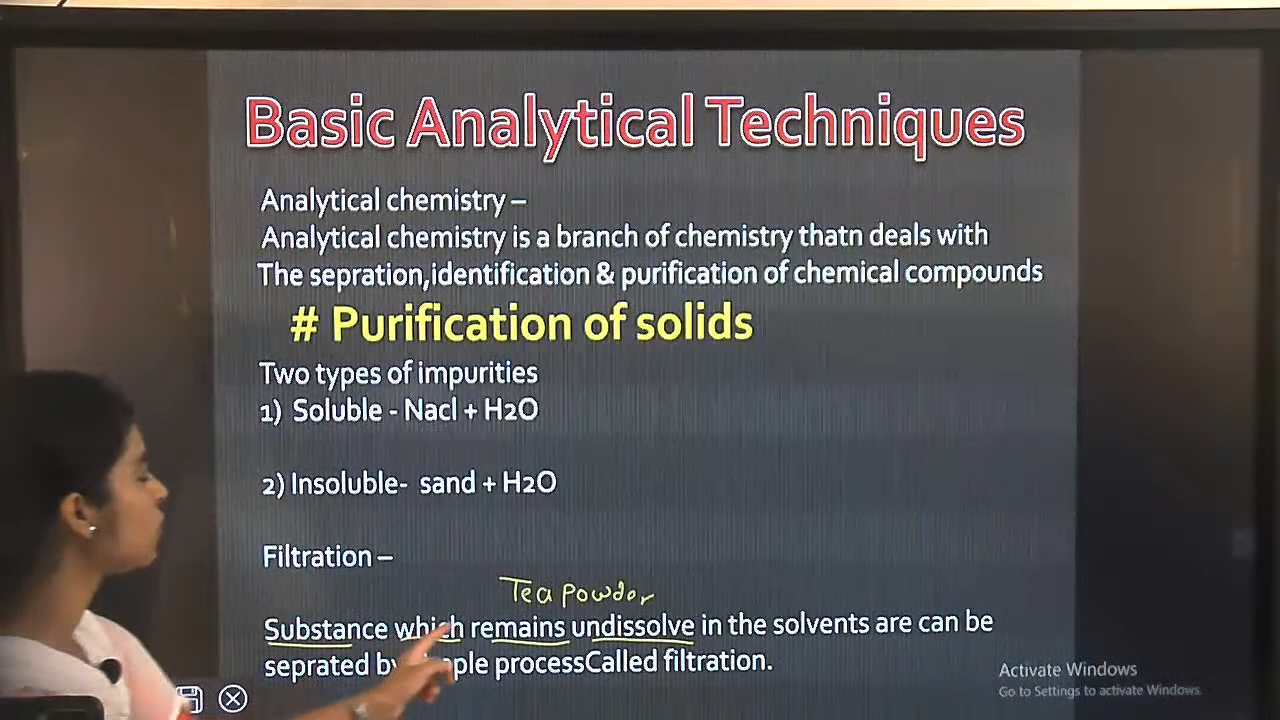 Basic Analytical Techniques
Analytical chemistry –
Analytical chemistry is a branch of chemistry thatn deals with
The sepration,identification & purification of chemical compounds
# Purification of solids
Two types of impurities
1) Soluble - Nacl + H2O
2) Insoluble- sand + H2O
Filtration –
Tea powdor
Substance which remains undissolve in the solvents are can be
seprated by processCalled filtration.
Activate Windows
Go to Settings to activate Windows.